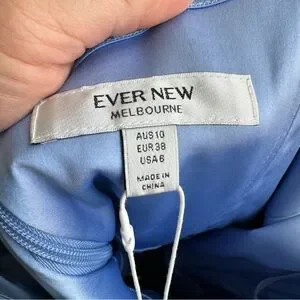 EVER NEW
MELBOURNE
AUS 10
EUR 38
USA 6
MADE IN
CHINA